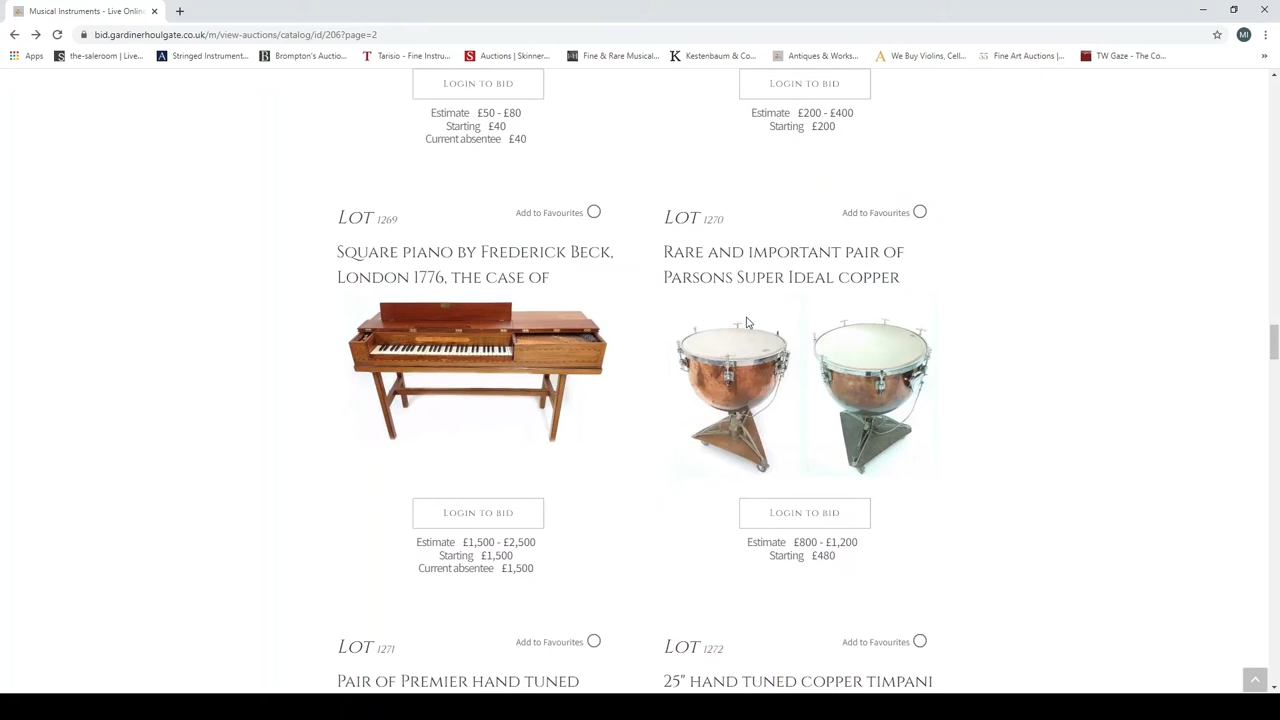 Musical Instruments - Live Onlin
bid.gardinerhoulgate.co.uk/m/view-auctions/catalog/id/206?page=2
MI
Apps
the-saleroom | Live...
Stringed Instrument...
Brompton's Auctio...
Tarisio - Fine Instru...
Auctions | Skinner...
Fine & Rare Musical...
Kestenbaum & Co...
Antiques & Works...
We Buy Violins, Cell...
Fine Art Auctions |...
TW Gaze - The Co...
»
LOGIN TO BID
Estimate £50 - £80
Starting £40
Current absentee £40
LOGIN TO BID
Estimate £200 - £400
Starting £200
LOT 1269
Add to Favourites
SQUARE PIANO BY FREDERICK BECK,
LONDON 1776, THE CASE OF
LOGIN TO BID
Estimate £1,500 - £2,500
Starting £1,500
Current absentee £1,500
LOT 1270
Add to Favourites
RARE AND IMPORTANT PAIR OF
PARSONS SUPER IDEAL COPPER
LOGIN TO BID
Estimate £800 - £1,200
Starting £480
LOT 1271
Add to Favourites
PAIR OF PREMIER HAND TUNED
LOT 1272
Add to Favourites
25" HAND TUNED COPPER TIMPANI